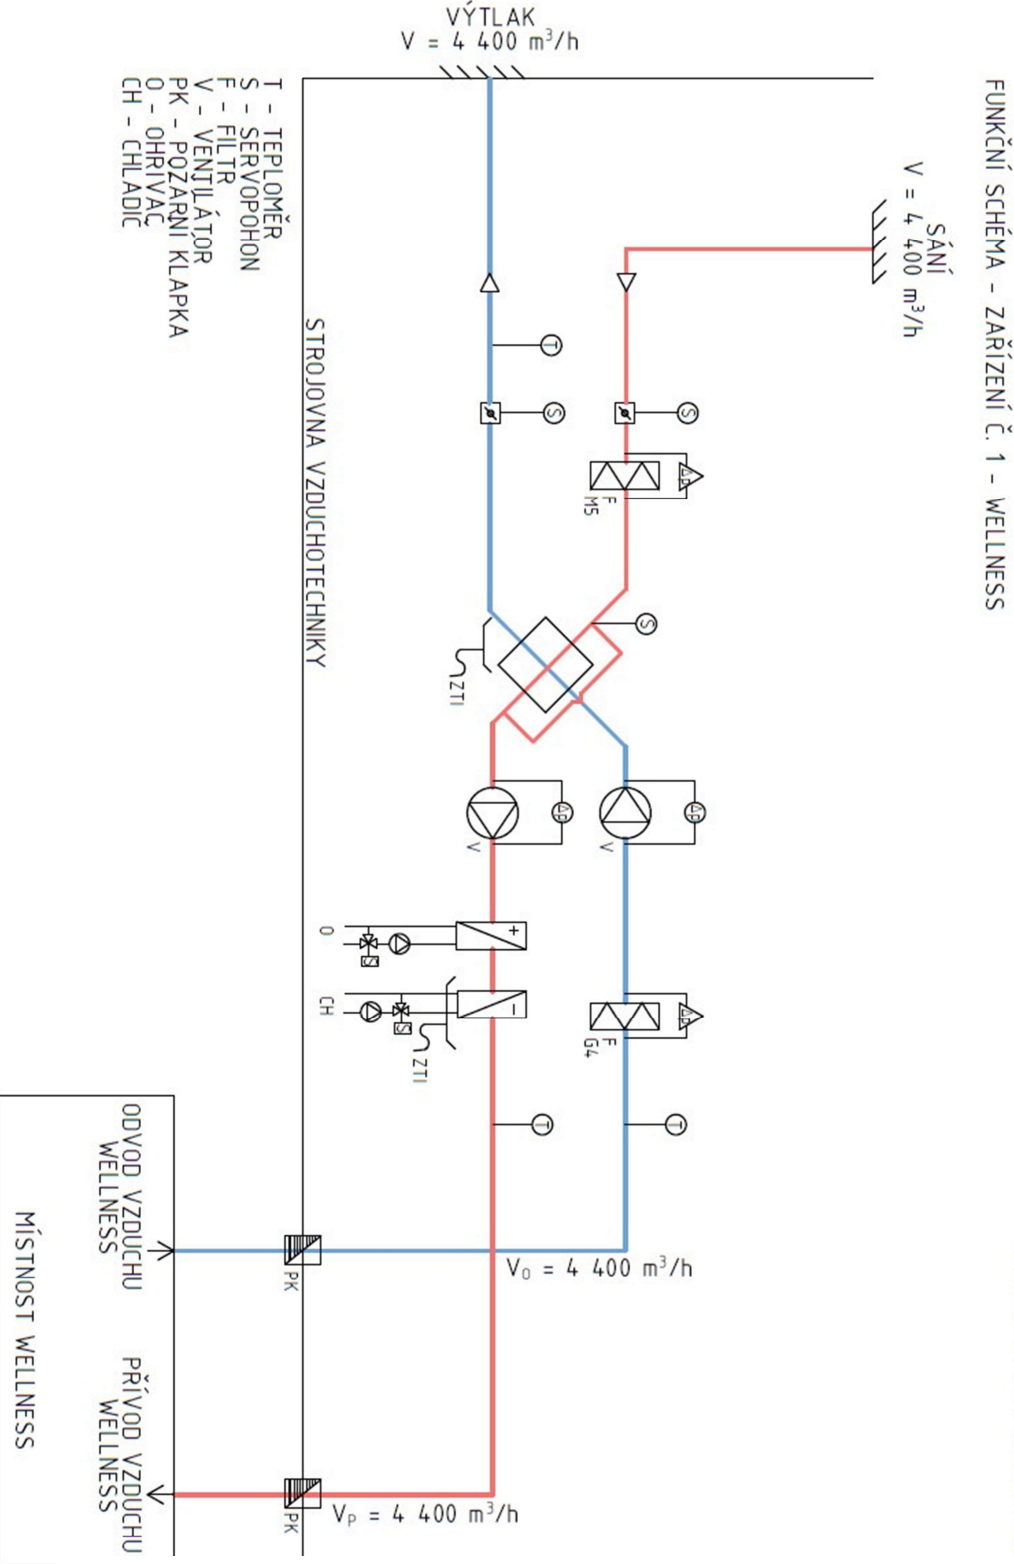 FUNKČNÍ SCHÉMA - ZAŘÍZENÍ Č. 1 - WELLNESS
SÁNÍ
V = 4 400 m³/h
VÝTLAK
V = 4 400 m³/h
T
S
S
Δp
F
M5
S
ZTI
Δp
V
Δp
V
+
O
S
-
CH
S
ZTI
Δp
F
G4
T
T
V₀ = 4 400 m³/h
Vₚ = 4 400 m³/h
PK
PK
STROJOVNA VZDUCHOTECHNIKY
T - TEPLOMĚR
S - SERVOPOHON
F - FILTR
V - VENTILÁTOR
PK - POŽÁRNÍ KLAPKA
O - OHŘÍVAČ
CH - CHLADIČ
ODVOD VZDUCHU
WELLNESS
PŘÍVOD VZDUCHU
WELLNESS
MÍSTNOST WELLNESS